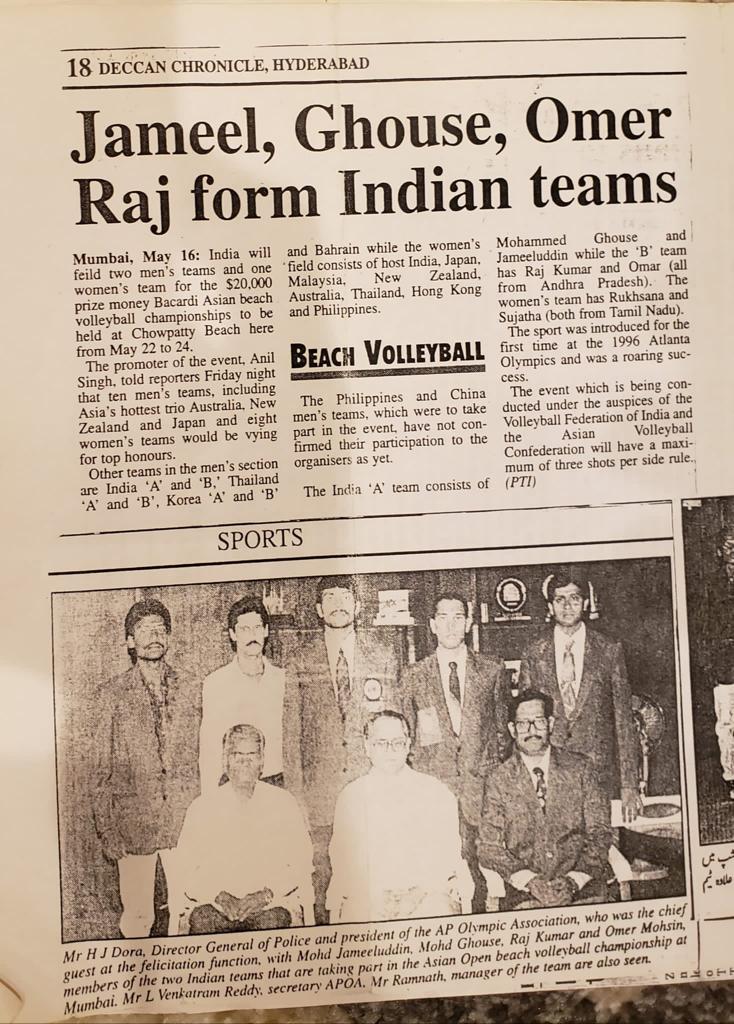 18 DECCAN CHRONICLE, HYDERABAD
Jameel, Ghouse, Omer
Raj form Indian teams
Mumbai, May 16: India will
feild two men's teams and one
women's team for the $20,000
prize money Bacardi Asian beach
volleyball championships to be
held at Chowpatty Beach here
from May 22 to 24.
The promoter of the event, Anil
Singh, told reporters Friday night
that ten men's teams, including
Asia's hottest trio Australia, New
Zealand and Japan and eight
women's teams would be vying
for top honours.
Other teams in the men's section
are India 'A' and 'B,' Thailand
'A' and 'B', Korea 'A' and 'B'
and Bahrain while the women's
field consists of host India, Japan,
Malaysia, New Zealand,
Australia, Thailand, Hong Kong
and Philippines.
BEACH VOLLEYBALL
The Philippines and China
men's teams, which were to take
part in the event, have not con-
firmed their participation to the
organisers as yet.
The India 'A' team consists of
Mohammed Ghouse and
Jameeluddin while the 'B' team
has Raj Kumar and Omar (all
from Andhra Pradesh). The
women's team has Rukhsana and
Sujatha (both from Tamil Nadu).
The sport was introduced for the
first time at the 1996 Atlanta
Olympics and was a roaring suc-
cess.
The event which is being con-
ducted under the auspices of the
Volleyball Federation of India and
the Asian Volleyball
Confederation will have a maxi-
mum of three shots per side rule.
(PTI)
SPORTS
Mr H J Dora, Director General of Police and president of the AP Olympic Association, who was the chief
guest at the felicitation function, with Mohd Jameeluddin, Mohd Ghouse, Raj Kumar and Omer Mohsin,
members of the two Indian teams that are taking part in the Asian Open beach volleyball championship at
Mumbai. Mr L Venkatram Reddy, secretary APOA, Mr Ramnath, manager of the team are also seen.